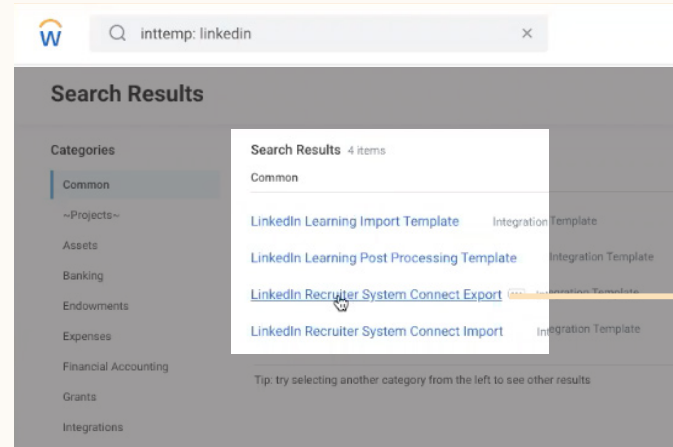 W
inttemp: linkedin
Search Results
Categories
Common
~Projects~
Assets
Banking
Endowments
Expenses
Financial Accounting
Grants
Integrations
Search Results 4 items
Common
LinkedIn Learning Import Template Integration Template
LinkedIn Learning Post Processing Template Integration Template
LinkedIn Recruiter System Connect Export Integration Template
LinkedIn Recruiter System Connect Import Integration Template
Tip: try selecting another category from the left to see other results